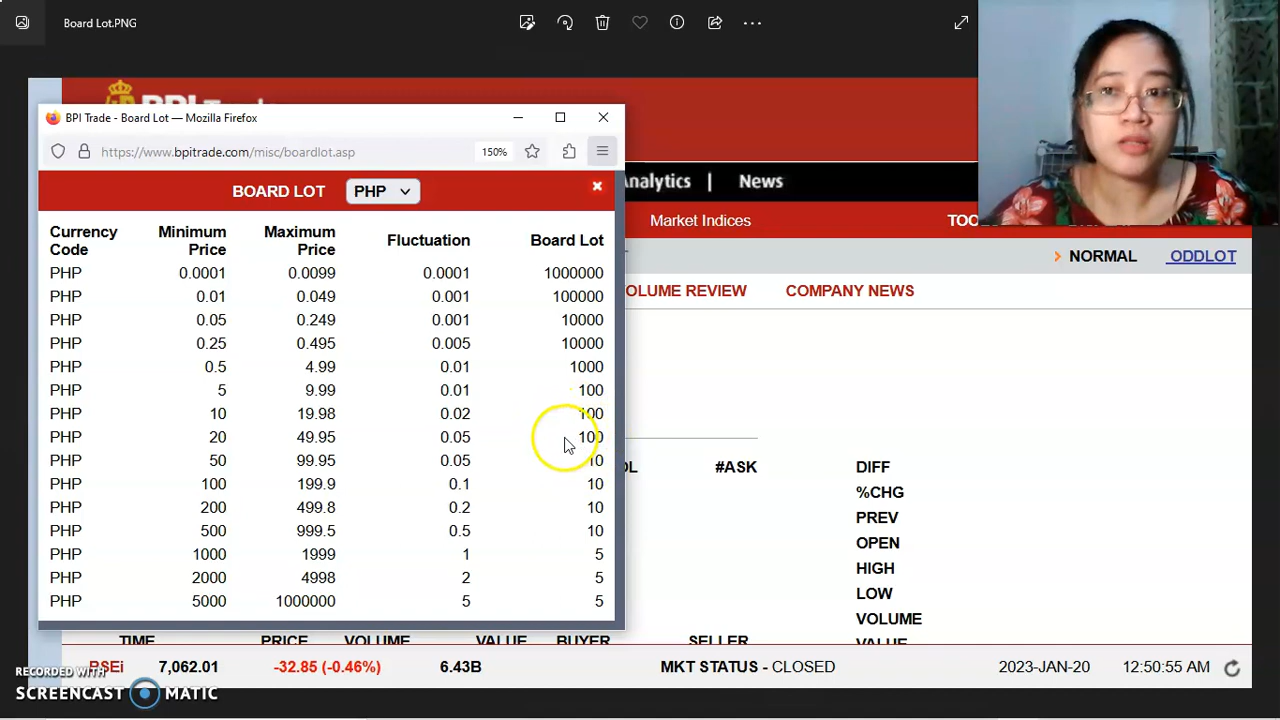 Board Lot.PNG
BPI Trade
BPI Trade - Board Lot — Mozilla Firefox
https://www.bpitrade.com/misc/boardlot.asp 150%
BOARD LOT PHP
Analytics | News
Market Indices
NORMAL ODDLOT
VOLUME REVIEW COMPANY NEWS
Currency Code Minimum Price Maximum Price Fluctuation Board Lot
PHP 0.0001 0.0099 0.0001 1000000
PHP 0.01 0.049 0.001 100000
PHP 0.05 0.249 0.001 10000
PHP 0.25 0.495 0.005 10000
PHP 0.5 4.99 0.01 1000
PHP 5 9.99 0.01 100
PHP 10 19.98 0.02 100
PHP 20 49.95 0.05 100
PHP 50 99.95 0.05 10
PHP 100 199.9 0.1 10
PHP 200 499.8 0.2 10
PHP 500 999.5 0.5 10
PHP 1000 1999 1 5
PHP 2000 4998 2 5
PHP 5000 1000000 5 5
#ASK
DIFF
%CHG
PREV
OPEN
HIGH
LOW
VOLUME
VALUE
TIME PRICE VOLUME VALUE BUYER SELLER
PSEi 7,062.01 -32.85 (-0.46%) 6.43B MKT STATUS - CLOSED 2023-JAN-20 12:50:55 AM
RECORDED WITH
SCREENCAST MATIC